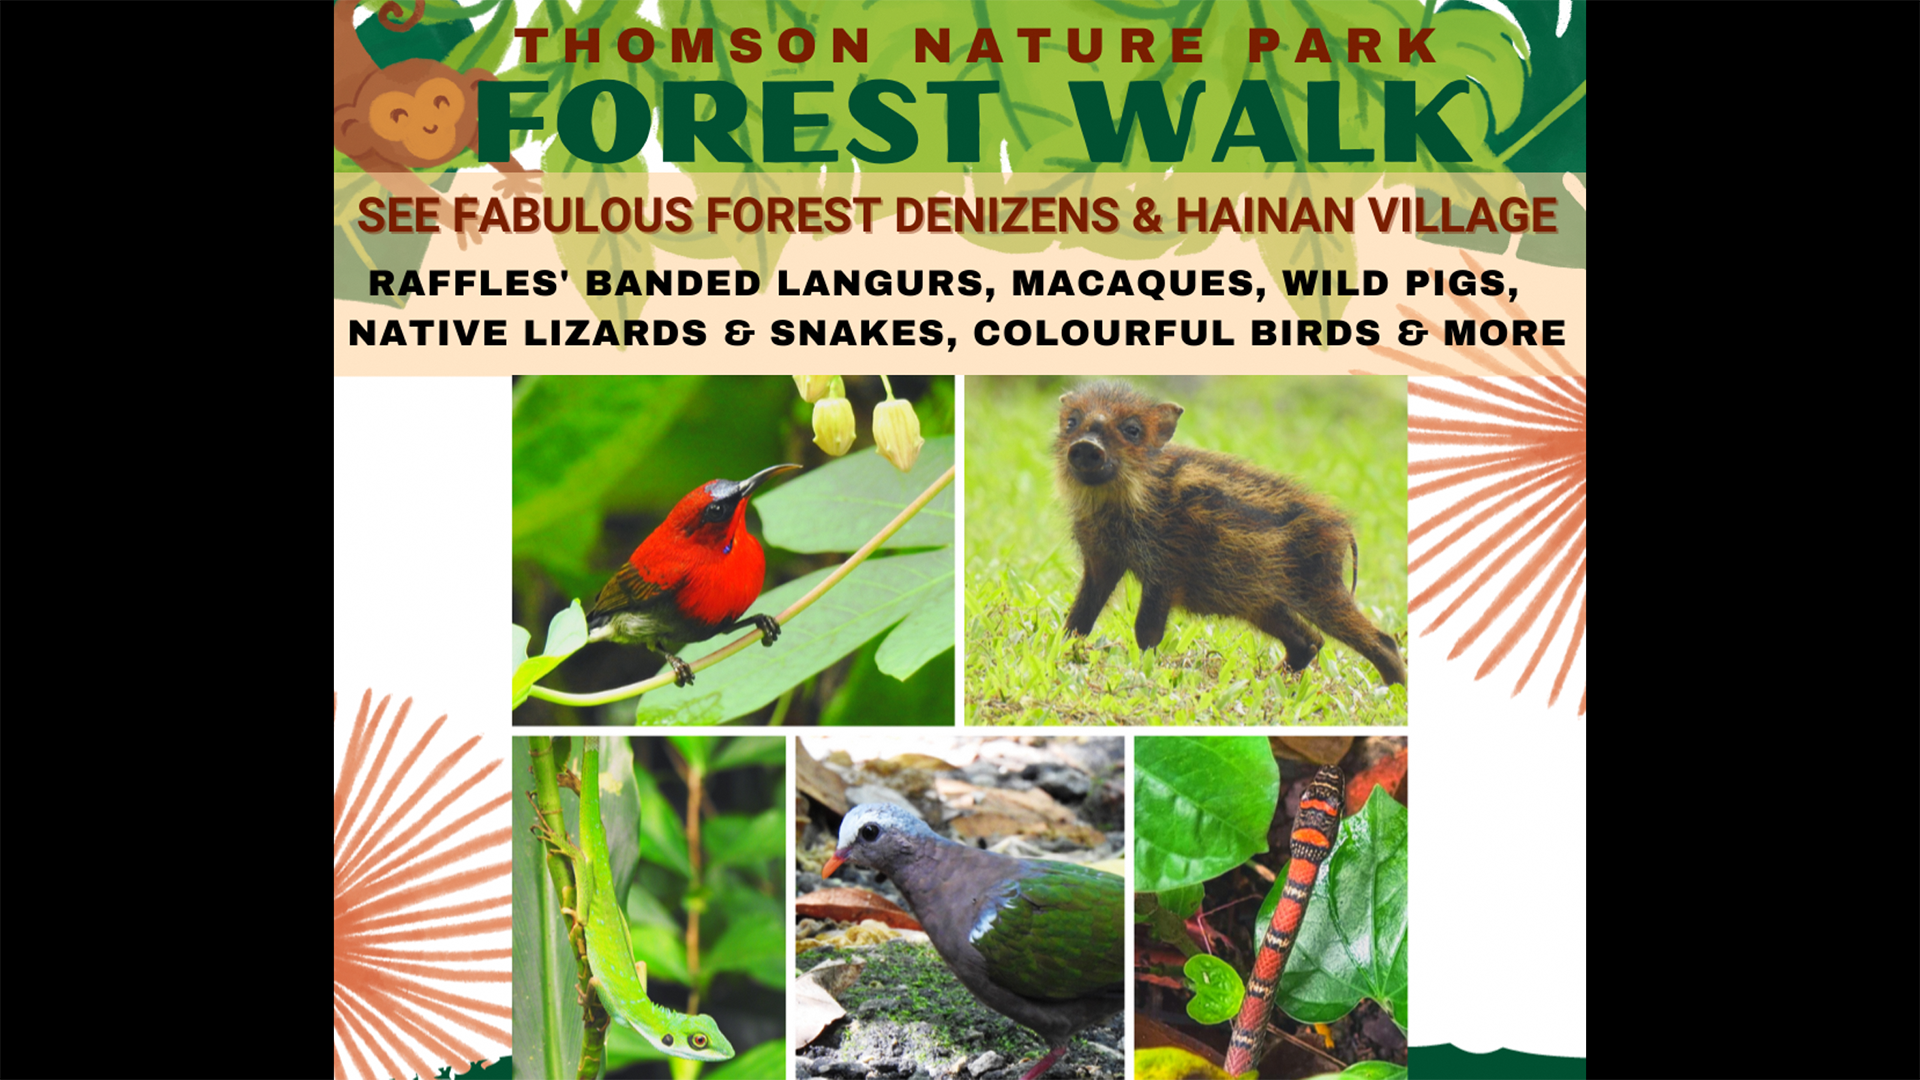 THOMSON NATURE PARK
FOREST WALK
SEE FABULOUS FOREST DENIZENS & HAINAN VILLAGE
RAFFLES' BANDED LANGURS, MACAQUES, WILD PIGS,
NATIVE LIZARDS & SNAKES, COLOURFUL BIRDS & MORE